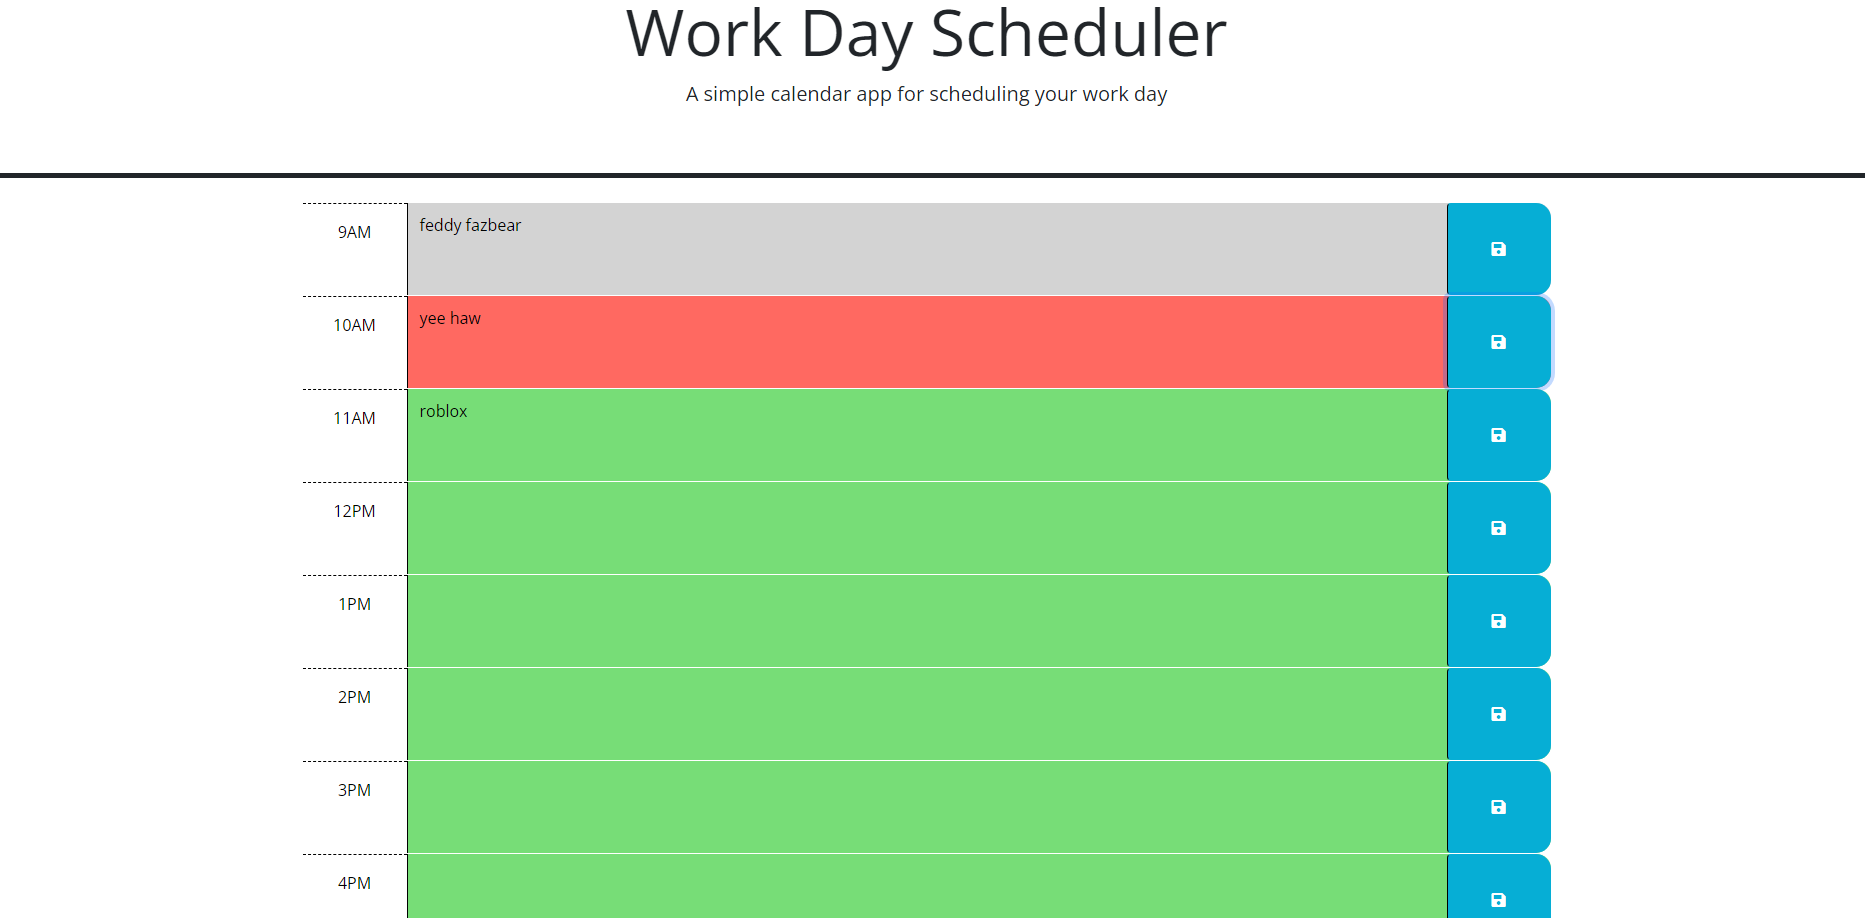 Work Day Scheduler
A simple calendar app for scheduling your work day
9AM
feddy fazbear
10AM
yee haw
11AM
roblox
12PM
1PM
2PM
3PM
4PM